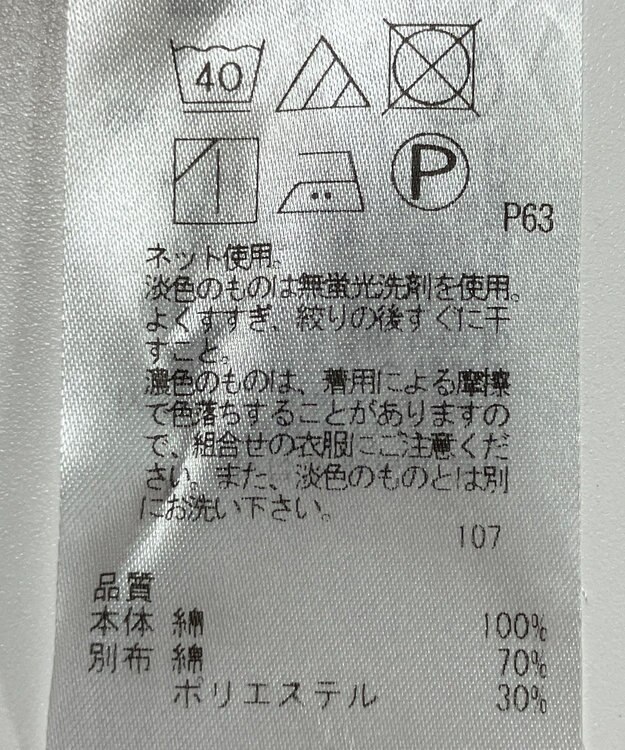 40
P
P63
ネット使用。
淡色のものは無蛍光洗剤を使用。
よくすすぎ、絞りの後すぐに干
すこと。
濃色のものは、着用による摩擦
で色落ちすることがありますの
で、組合せの衣服にご注意くだ
さい。また、淡色のものとは別
にお洗い下さい。
107
品質
本体 綿 100%
別布 綿 70%
ポリエステル 30%